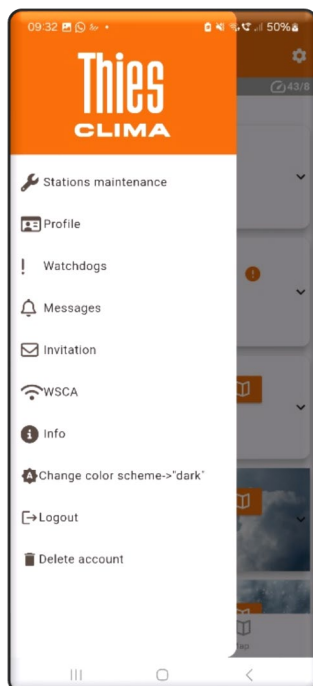 09:32 50%
Thies
CLIMA
43/8
Stations maintenance
Profile
! Watchdogs
Messages
Invitation
WSCA
Info
Change color scheme->"dark"
Logout
Delete account